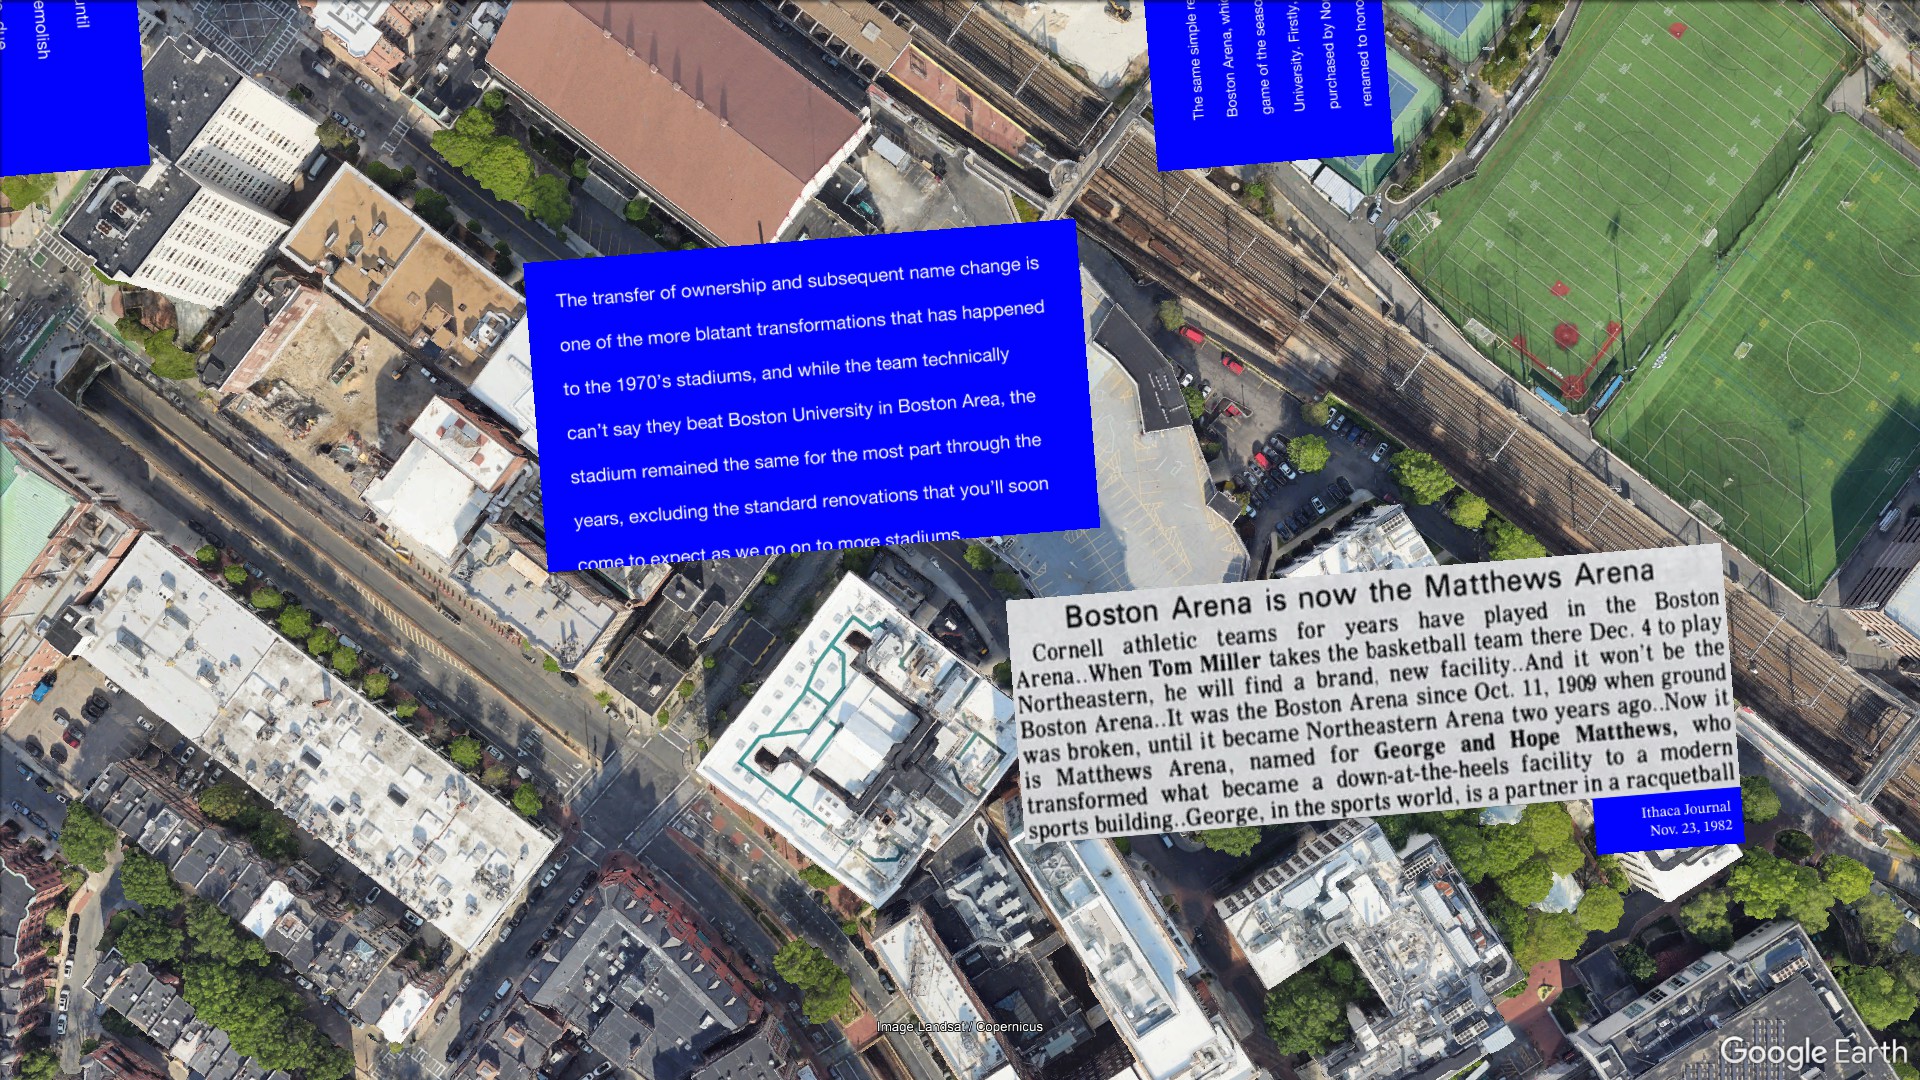 until
emolish
due
The same simple re
Boston Arena, whi
game of the seaso
University. Firstly,
purchased by No
renamed to hono
The transfer of ownership and subsequent name change is
one of the more blatant transformations that has happened
to the 1970’s stadiums, and while the team technically
can’t say they beat Boston University in Boston Area, the
stadium remained the same for the most part through the
years, excluding the standard renovations that you’ll soon
come to expect as we go on to more stadiums.
Boston Arena is now the Matthews Arena
Cornell athletic teams for years have played in the Boston
Arena..When Tom Miller takes the basketball team there Dec. 4 to play
Northeastern, he will find a brand, new facility..And it won't be the
Boston Arena..It was the Boston Arena since Oct. 11, 1909 when ground
was broken, until it became Northeastern Arena two years ago..Now it
is Matthews Arena, named for George and Hope Matthews, who
transformed what became a down-at-the-heels facility to a modern
sports building..George, in the sports world, is a partner in a racquetball
Ithaca Journal
Nov. 23, 1982
Image Landsat / Copernicus
Google Earth